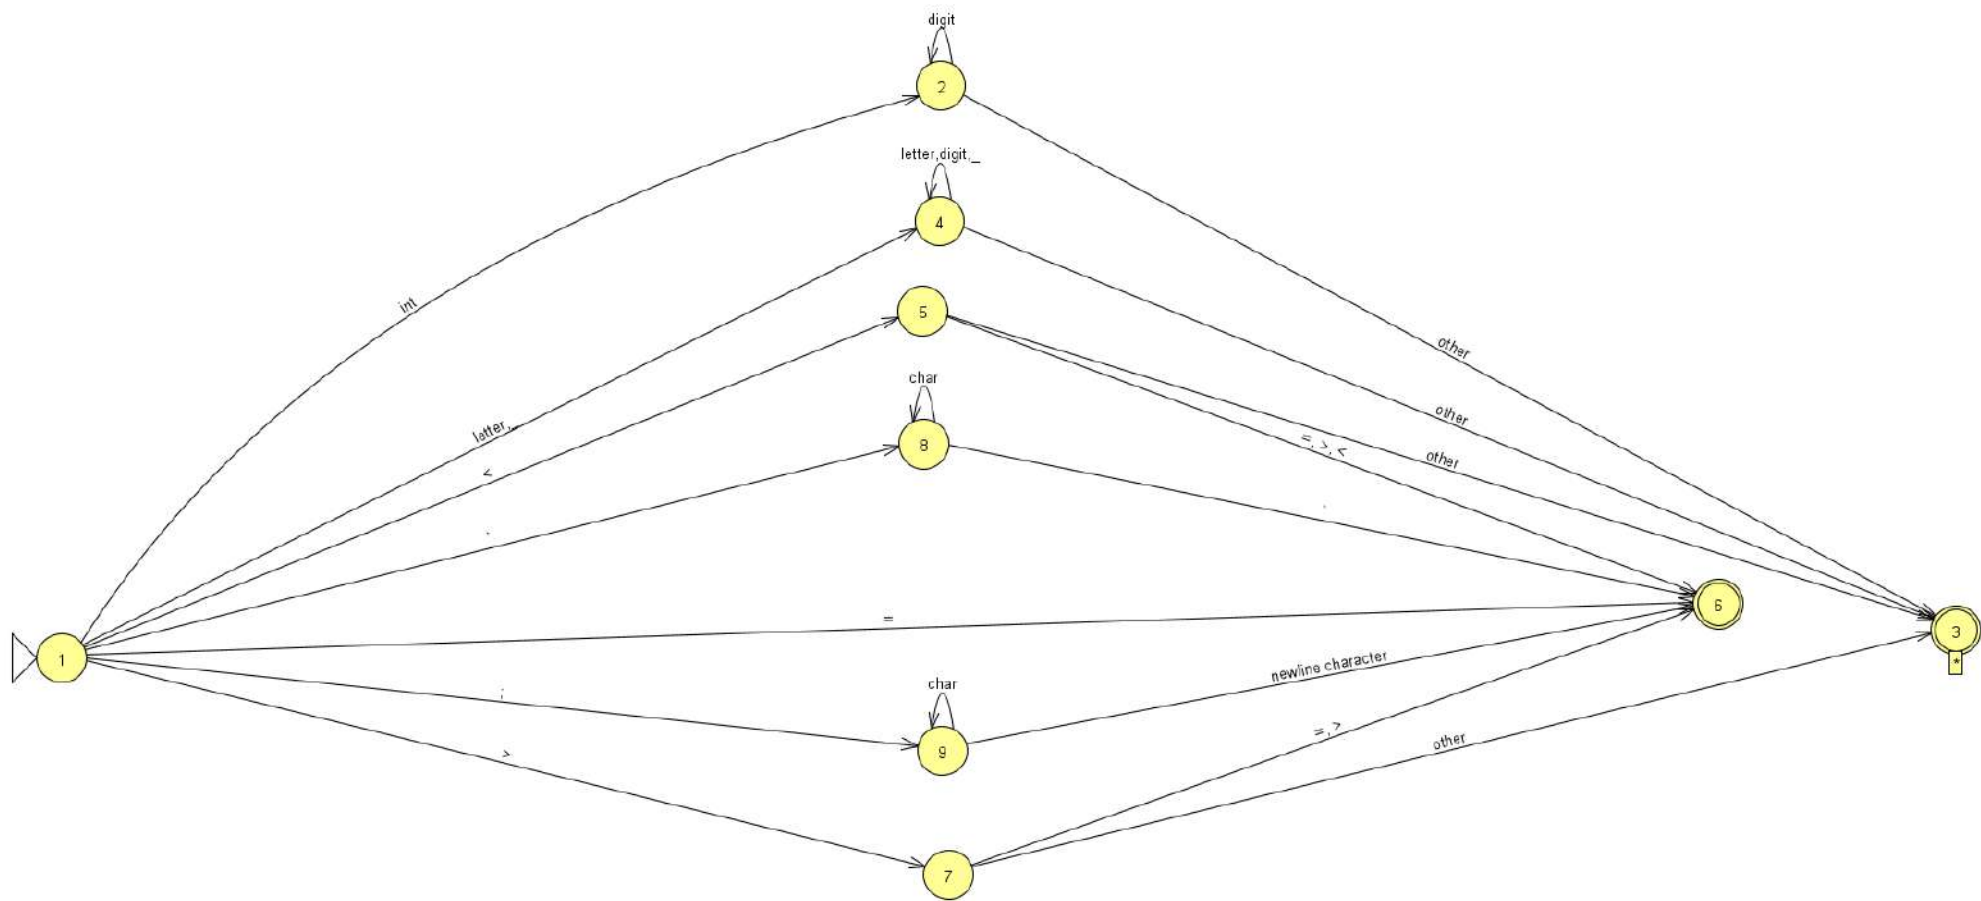 digit
2
letter,digit,_
4
int
5
other
char
other
letter,_
=,>,<
8
other
<
6
=
3
1
newline character
*
char
;
=,>
9
other
>
7